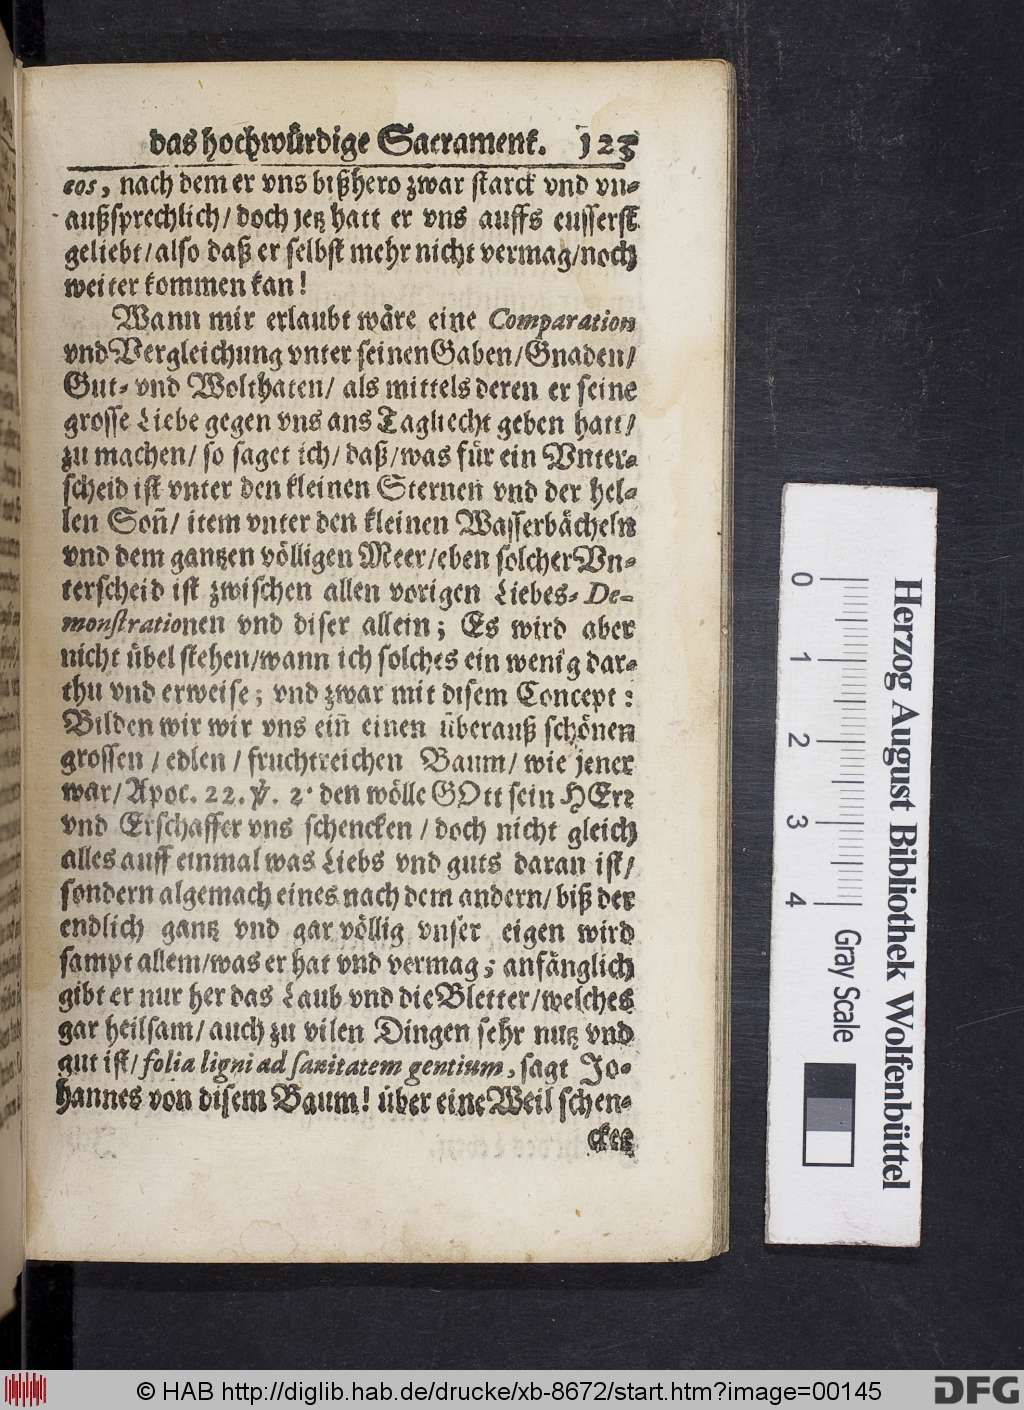 das hochwürdige Sacrament. 123
eos, nach dem er vns bißhero zwar starck vnd vn-
außsprechlich/ doch jetz hatt er vns auffs eusserst
geliebt/ also daß er selbst mehr nicht vermag/ noch
weiter kommen kan!
Wann mir erlaubt wäre eine Comparation
vnd Vergleichung vnter seinen Gaben/ Gnaden/
Gut- vnd Wolthaten/ als mittels deren er seine
grosse Liebe gegen vns ans Tagliecht geben hatt/
zu machen/ so saget ich/ daß/ was für ein Vnter-
scheid ist vnter den kleinen Sternen vnd der hel-
len Soñ/ item vnter den kleinen Wasserbächeln
vnd dem gantzen völligen Meer/ eben solcher Vn-
terscheid ist zwischen allen vorigen Liebes- De-
monstrationen vnd diser allein; Es wird aber
nicht übel stehen/ wann ich solches ein wenig dar-
thu vnd erweise; vnd zwar mit disem Concept:
Bilden wir wir vns eiñ einen überauß schönen
grossen / edlen / fruchtreichen Baum/ wie jener
war/ Apoc. 22. ℣. 2. den wölle GOtt sein HErr
vnd Erschaffer vns schencken / doch nicht gleich
alles auff einmal was Liebs vnd guts daran ist/
sondern algemach eines nach dem andern/ biß der
endlich gantz vnd gar völlig vnser eigen wird
sampt allem/ was er hat vnd vermag; anfänglich
gibt er nur her das Laub vnd die Bletter/ welches
gar heilsam/ auch zu vilen Dingen sehr nutz vnd
gut ist/ folia ligni ad sanitatem gentium, sagt Jo-
hannes von disem Baum! über eine Weil schen-
cket
0 1 2 3 4
Gray Scale
Herzog August Bibliothek Wolfenbüttel
© HAB http://diglib.hab.de/drucke/xb-8672/start.htm?image=00145
DFG